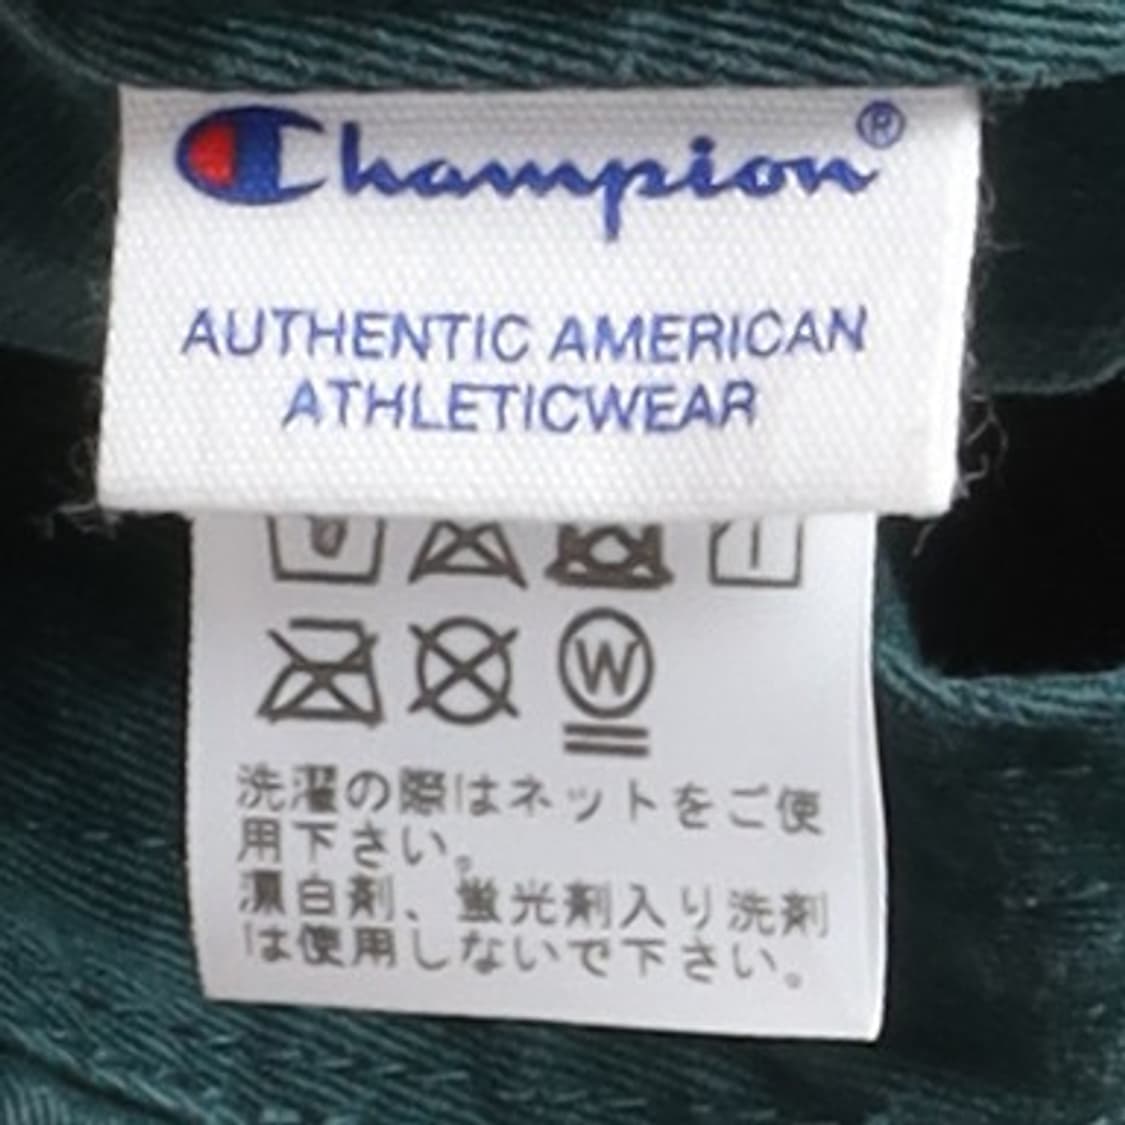 Champion®
AUTHENTIC AMERICAN
ATHLETICWEAR
W
洗濯の際はネットをご使
用下さい。
漂白剤、蛍光剤入り洗剤
は使用しないで下さい。